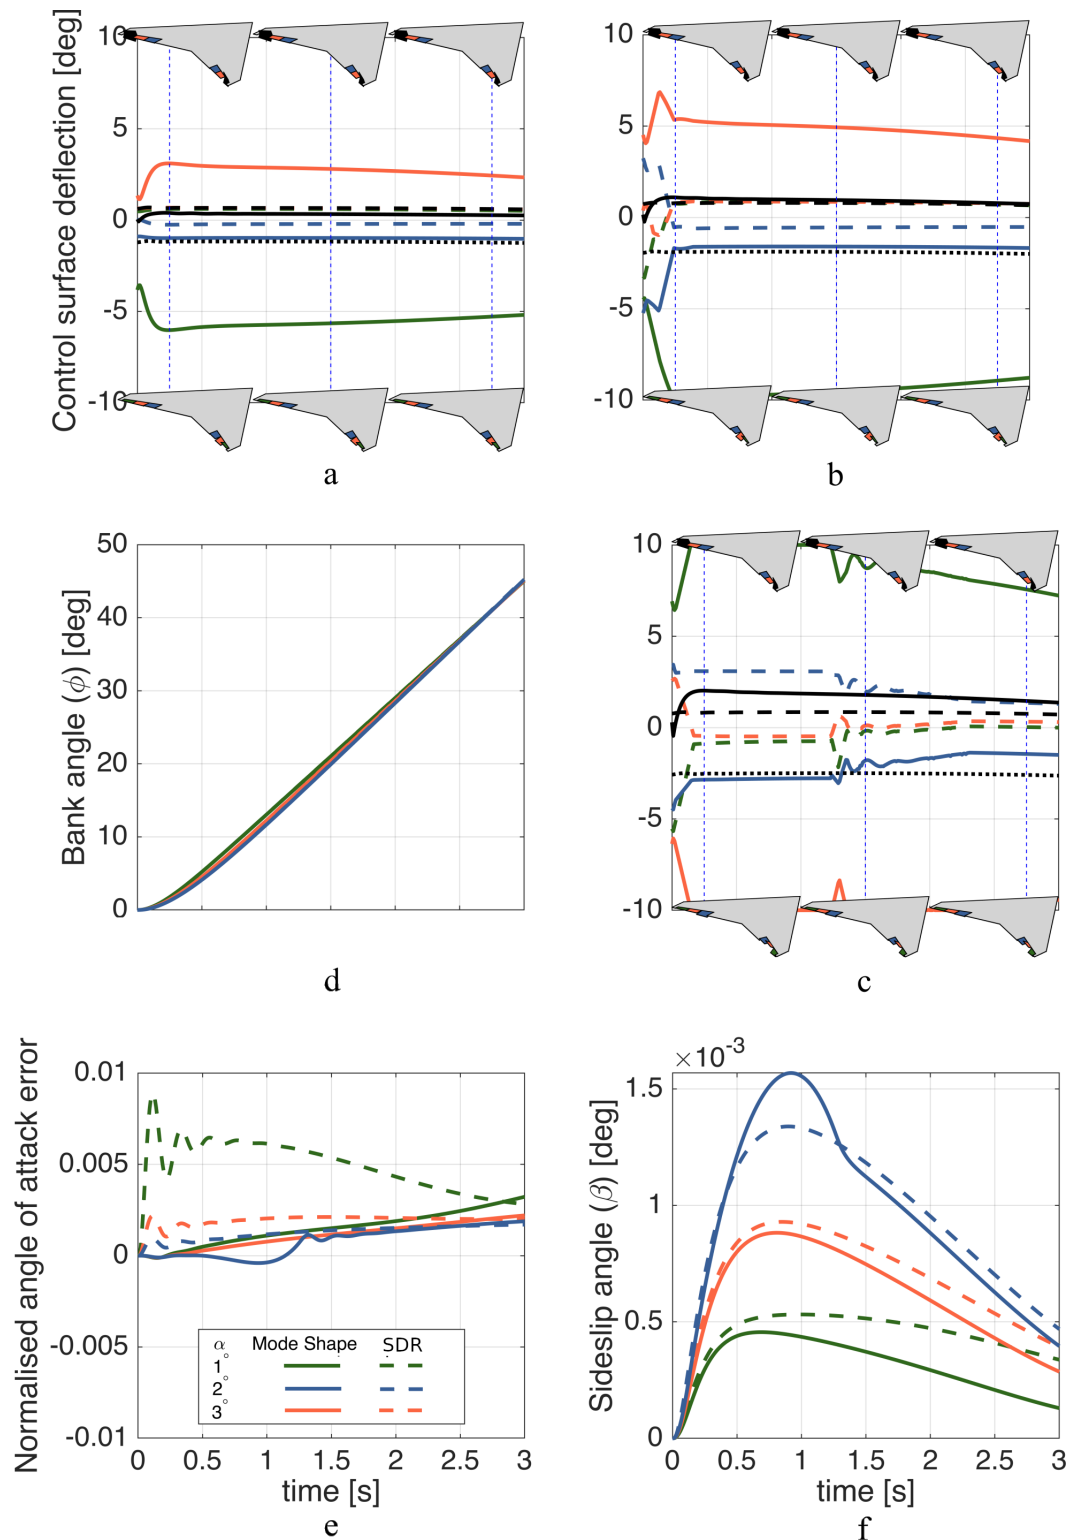 Control surface deflection [deg]
10
5
0
-5
-10
a
10
5
0
-5
-10
b
Bank angle (ϕ) [deg]
50
40
30
20
10
0
d
10
5
0
-5
-10
c
Normalised angle of attack error
0.01
0.005
0
-0.005
-0.01
α Mode Shape SDR
1°
2°
3°
0 0.5 1 1.5 2 2.5 3
time [s]
e
×10⁻³
Sideslip angle (β) [deg]
1.5
1
0.5
0
0 0.5 1 1.5 2 2.5 3
time [s]
f